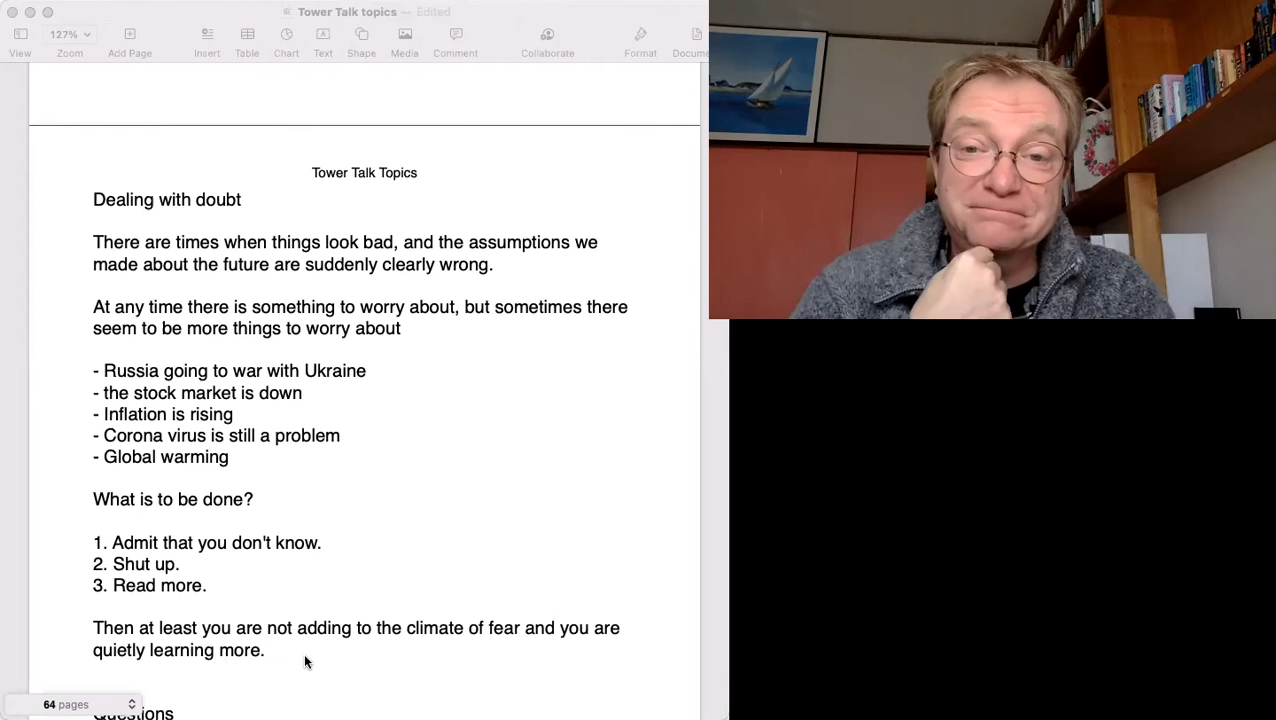 Tower Talk topics — Edited
127%
View Zoom Add Page Insert Table Chart Text Shape Media Comment Collaborate Format Docume
Tower Talk Topics
Dealing with doubt
There are times when things look bad, and the assumptions we
made about the future are suddenly clearly wrong.
At any time there is something to worry about, but sometimes there
seem to be more things to worry about
- Russia going to war with Ukraine
- the stock market is down
- Inflation is rising
- Corona virus is still a problem
- Global warming
What is to be done?
1. Admit that you don't know.
2. Shut up.
3. Read more.
Then at least you are not adding to the climate of fear and you are
quietly learning more.
64 pages
Questions